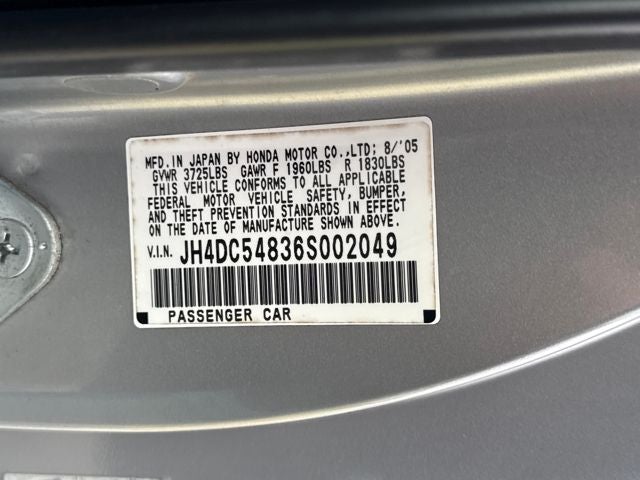 MFD.IN JAPAN BY HONDA MOTOR CO.,LTD; 8/'05
GVWR 3725LBS GAWR F 1960LBS R 1830LBS
THIS VEHICLE CONFORMS TO ALL APPLICABLE
FEDERAL MOTOR VEHICLE SAFETY, BUMPER,
AND THEFT PREVENTION STANDARDS IN EFFECT
ON THE DATE OF MANUFACTURE SHOWN ABOVE.
V.I.N. JH4DC54836S002049
PASSENGER CAR